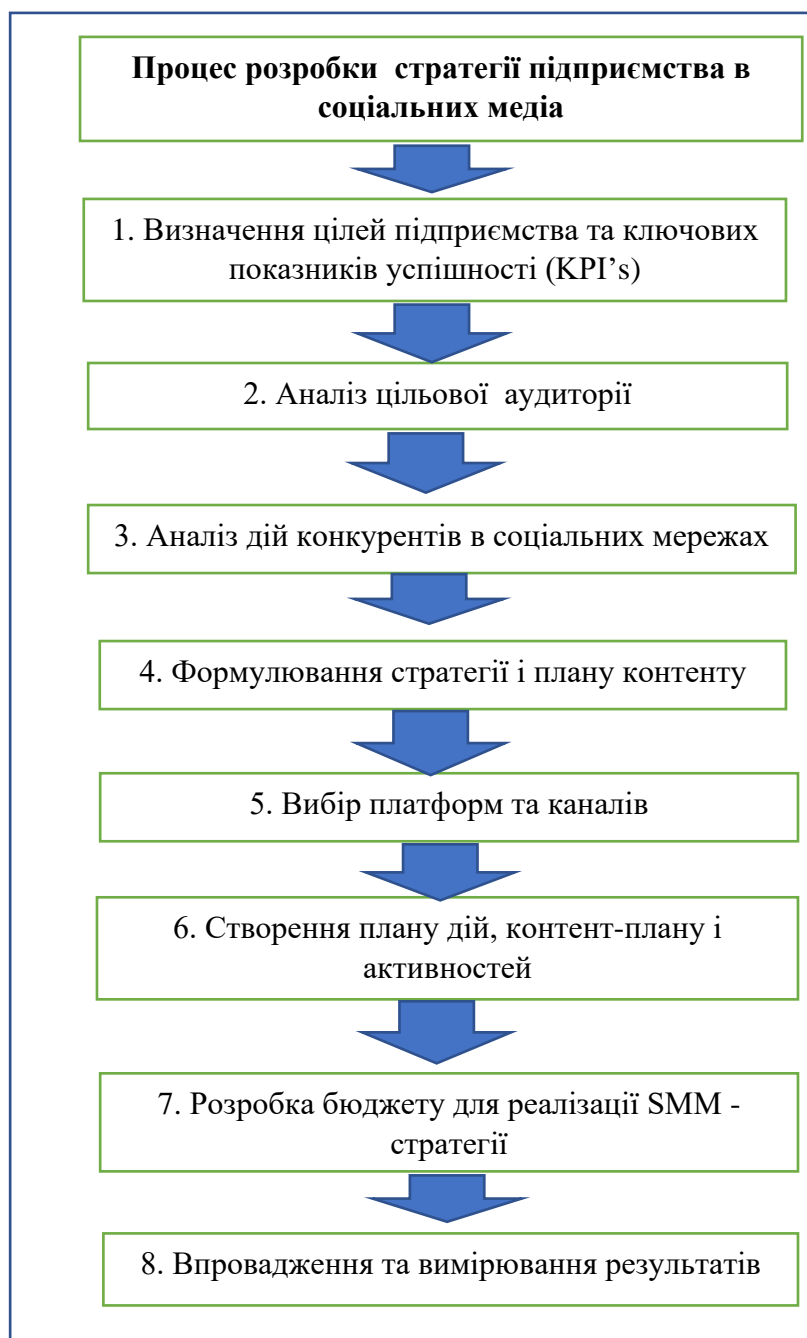 Процес розробки  стратегії підприємства в
соціальних медіа
1. Визначення цілей підприємства та ключових
показників успішності (KPI’s)
2. Аналіз цільової  аудиторії
3. Аналіз дій конкурентів в соціальних мережах
4. Формулювання стратегії і плану контенту
5. Вибір платформ та каналів
6. Створення плану дій, контент-плану і
активностей
7. Розробка бюджету для реалізації SMM -
стратегії
8. Впровадження та вимірювання результатів